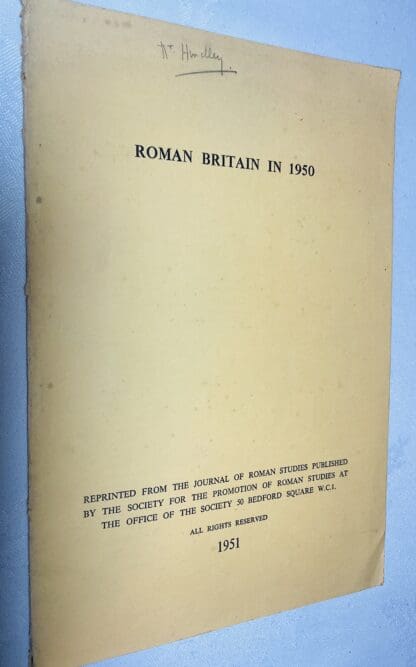 ROMAN BRITAIN IN 1950
REPRINTED FROM THE JOURNAL OF ROMAN STUDIES PUBLISHED
BY THE SOCIETY FOR THE PROMOTION OF ROMAN STUDIES AT
THE OFFICE OF THE SOCIETY 50 BEDFORD SQUARE W.C.1.
ALL RIGHTS RESERVED
1951